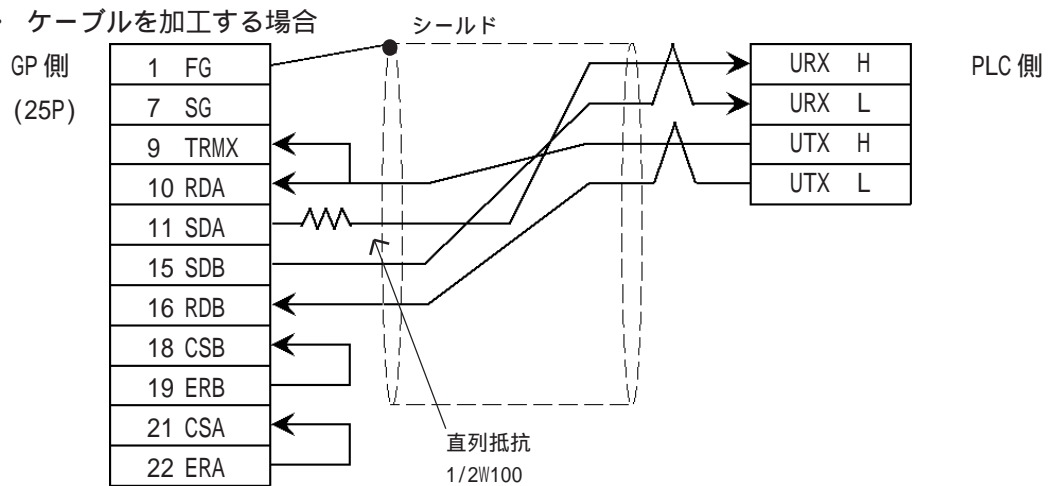 ・ ケーブルを加工する場合
シールド
GP側
(25P)
1 FG
7 SG
9 TRMX
10 RDA
11 SDA
15 SDB
16 RDB
18 CSB
19 ERB
21 CSA
22 ERA
URX H
URX L
UTX H
UTX L
PLC側
直列抵抗
1/2W100